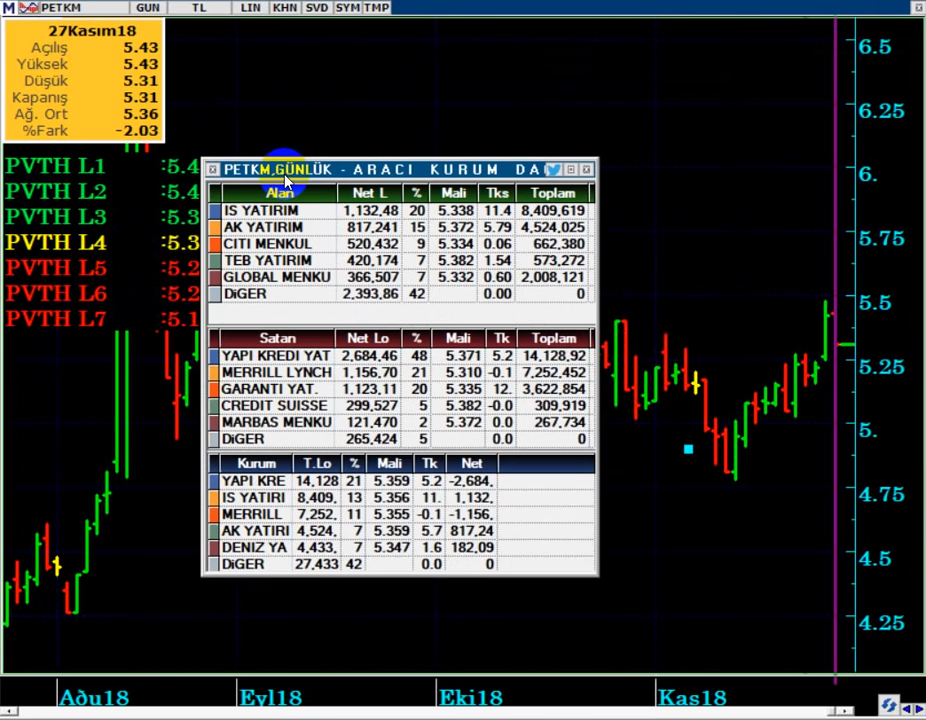 M PETKM GUN TL LIN KHN SVD SYM TMP
27Kasım18
Açılış 5.43
Yüksek 5.43
Düşük 5.31
Kapanış 5.31
Ağ. Ort 5.36
%Fark -2.03
PVTH L1 :5.4
PVTH L2 :5.4
PVTH L3 :5.4
PVTH L4 :5.3
PVTH L5 :5.2
PVTH L6 :5.2
PVTH L7 :5.1
PETKM,GÜNLÜK - ARACI KURUM DA
Alan Net L % Mali Tks Toplam
IS YATIRIM 1,132,48 20 5.338 11.4 8,409,619
AK YATIRIM 817,241 15 5.372 5.79 4,524,025
CITI MENKUL 520,432 9 5.334 0.06 662,380
TEB YATIRIM 420,174 7 5.382 1.54 573,272
GLOBAL MENKU 366,507 7 5.332 0.60 2,008,121
DiGER 2,393,86 42 0.00 0
Satan Net Lo % Mali Tk Toplam
YAPI KREDI YAT 2,684,46 48 5.371 5.2 14,128,92
MERRILL LYNCH 1,156,70 21 5.310 -0.1 7,252,452
GARANTI YAT. 1,123,11 20 5.335 12. 3,622,854
CREDIT SUISSE 299,527 5 5.382 -0.0 309,919
MARBAS MENKU 121,470 2 5.372 0.0 267,734
DiGER 265,424 5 0.0 0
Kurum T.Lo % Mali Tk Net
YAPI KRE 14,128 21 5.359 5.2 -2,684,
IS YATIRI 8,409, 13 5.356 11. 1,132,
MERRILL 7,252, 11 5.355 -0.1 -1,156,
AK YATIRI 4,524, 7 5.359 5.7 817,24
DENIZ YA 4,433, 7 5.347 1.6 182,09
DiGER 27,433 42 0.0 0
6.5
6.25
6.
5.75
5.5
5.25
5.
4.75
4.5
4.25
Aðu18 Eyl18 Eki18 Kas18